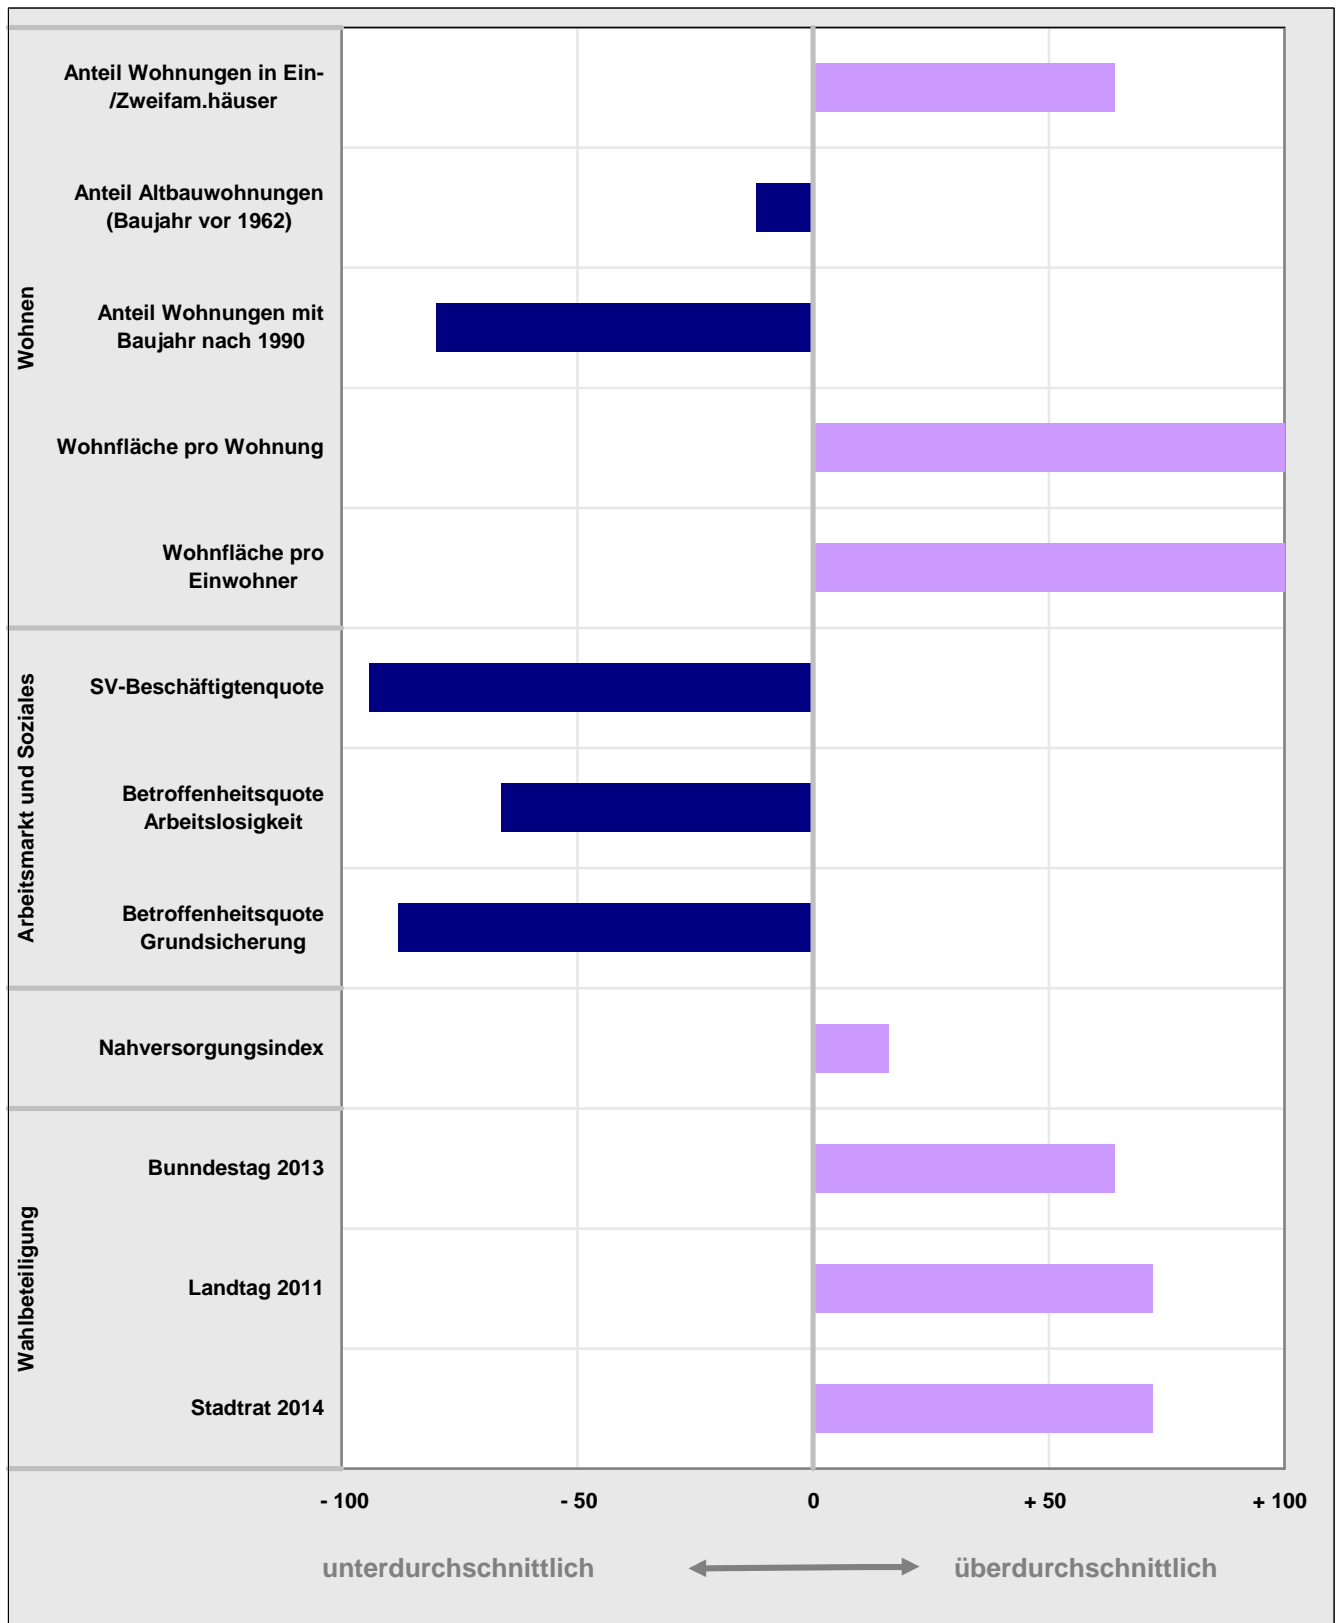 Wohnen
Anteil Wohnungen in Ein-
/Zweifam.häuser
Anteil Altbauwohnungen
(Baujahr vor 1962)
Anteil Wohnungen mit
Baujahr nach 1990
Wohnfläche pro Wohnung
Wohnfläche pro
Einwohner
Arbeitsmarkt und Soziales
SV-Beschäftigtenquote
Betroffenheitsquote
Arbeitslosigkeit
Betroffenheitsquote
Grundsicherung
Nahversorgungsindex
Wahlbeteiligung
Bunndestag 2013
Landtag 2011
Stadtrat 2014
- 100 - 50 0 + 50 + 100
unterdurchschnittlich überdurchschnittlich